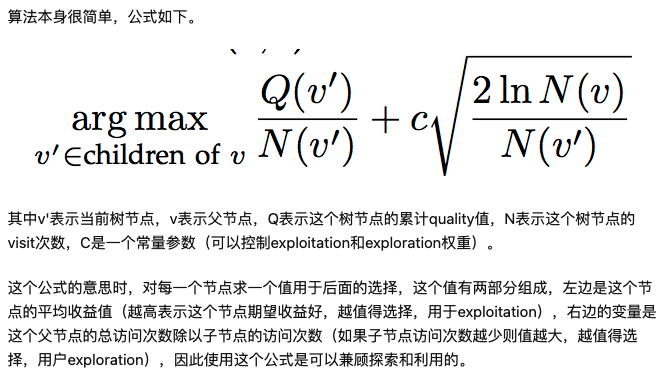 算法本身很简单，公式如下。
arg max v′∈children of v Q(v′)/N(v′) + c√(2 ln N(v)/N(v′))
其中v'表示当前树节点，v表示父节点，Q表示这个树节点的累计quality值，N表示这个树节点的
visit次数，C是一个常量参数（可以控制exploitation和exploration权重）。
这个公式的意思时，对每一个节点求一个值用于后面的选择，这个值有两部分组成，左边是这个节
点的平均收益值（越高表示这个节点期望收益好，越值得选择，用于exploitation），右边的变量是
这个父节点的总访问次数除以子节点的访问次数（如果子节点访问次数越少则值越大，越值得选
择，用户exploration），因此使用这个公式是可以兼顾探索和利用的。